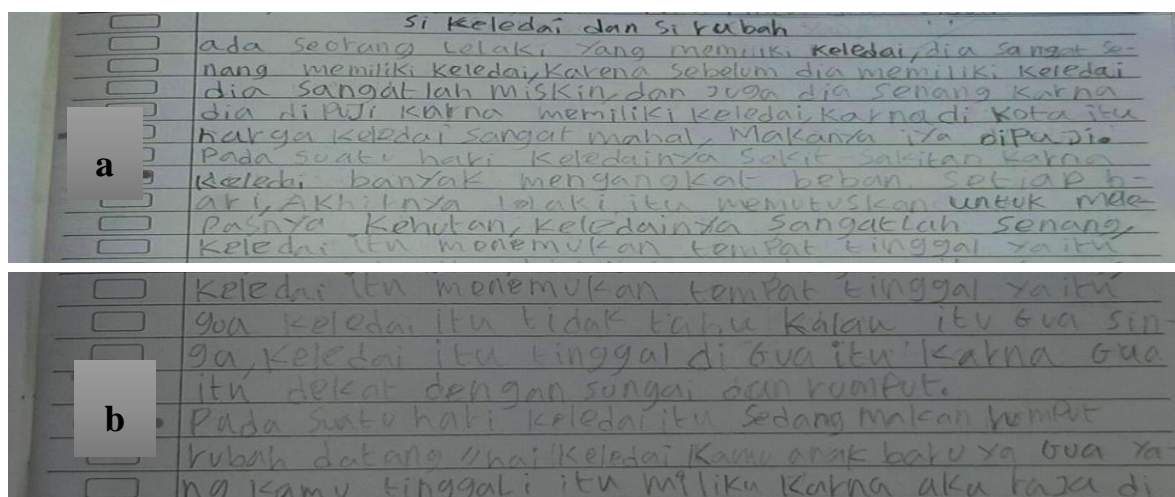 si Keledai dan si rubah
ada seorang lelaki yang memiliki keledai, dia sangat se-
nang memiliki keledai, Karena sebelum dia memiliki keledai
dia sangatlah miskin, dan juga dia senang karna
dia di puji karna memiliki keledai, karna di kota itu
harga keledai sangat mahal, Makanya iya dipuji.
Pada suatu hari keledainya sakit sakitan karna
banyak mengangkat beban setiap h-
ari, Akhirnya lelaki itu memutuskan untuk mele-
pasnya kehutan, keledainya sangatlah senang,
keledai itu menemukan tempat tinggal yaitu
a
keledai itu menemukan tempat tinggal yaitu
goa keledai itu tidak tahu kalau itu Gua sin
ga, keledai itu tinggal di Gua itu karna Gua
itu dekat dengan sungai dan rumput.
Pada suatu hari keledai itu sedang makan rumput
rubah datang "hai keledai kamu anak baru ya Gua ya-
ng kamu tinggali itu miliku karna aku raja di
b